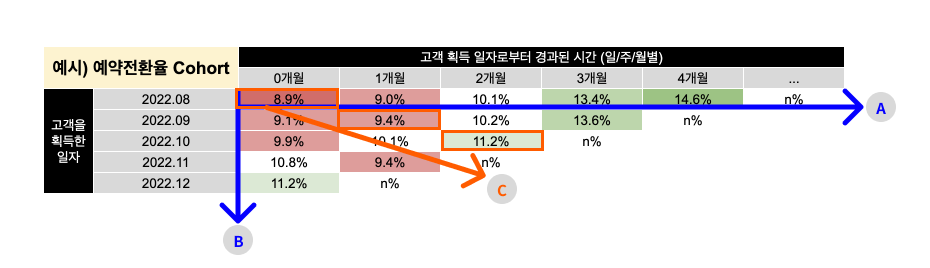 예시) 예약전환율 Cohort
고객 획득 일자로부터 경과된 시간 (일/주/월별)
0개월 1개월 2개월 3개월 4개월 ...
고객을
획득한
일자
2022.08 8.9% 9.0% 10.1% 13.4% 14.6% n%
2022.09 9.1% 9.4% 10.2% 13.6% n%
2022.10 9.9% 10.1% 11.2% n%
2022.11 10.8% 9.4% n%
2022.12 11.2% n%
A
B
C